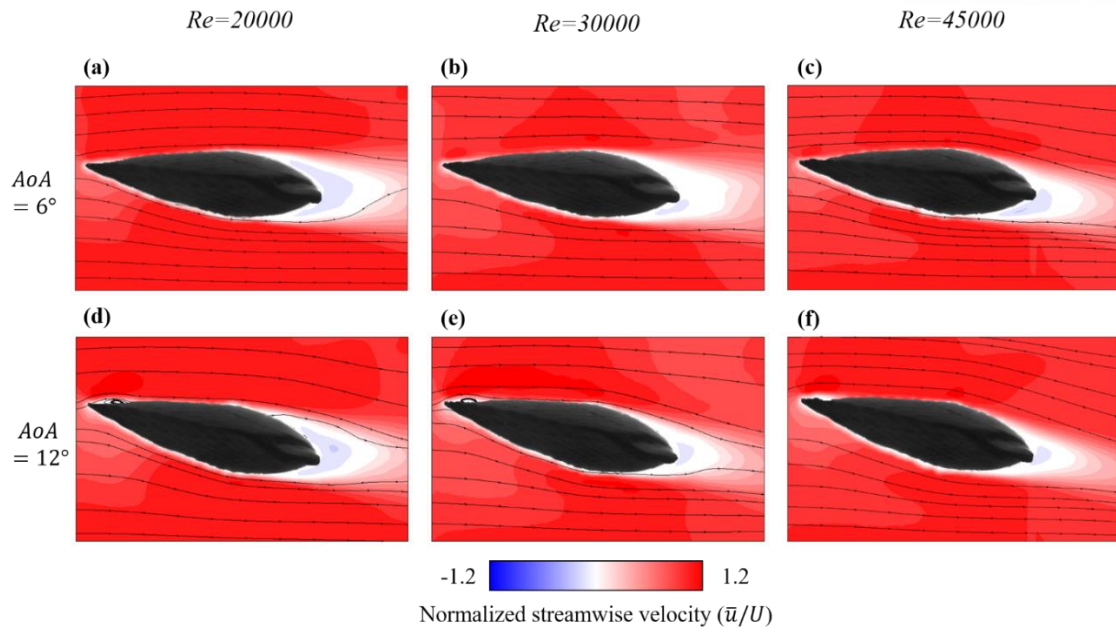 Re=20000 Re=30000 Re=45000
(a) (b) (c)
AoA
= 6°
(d) (e) (f)
AoA
= 12°
-1.2 1.2
Normalized streamwise velocity (u̅/U)